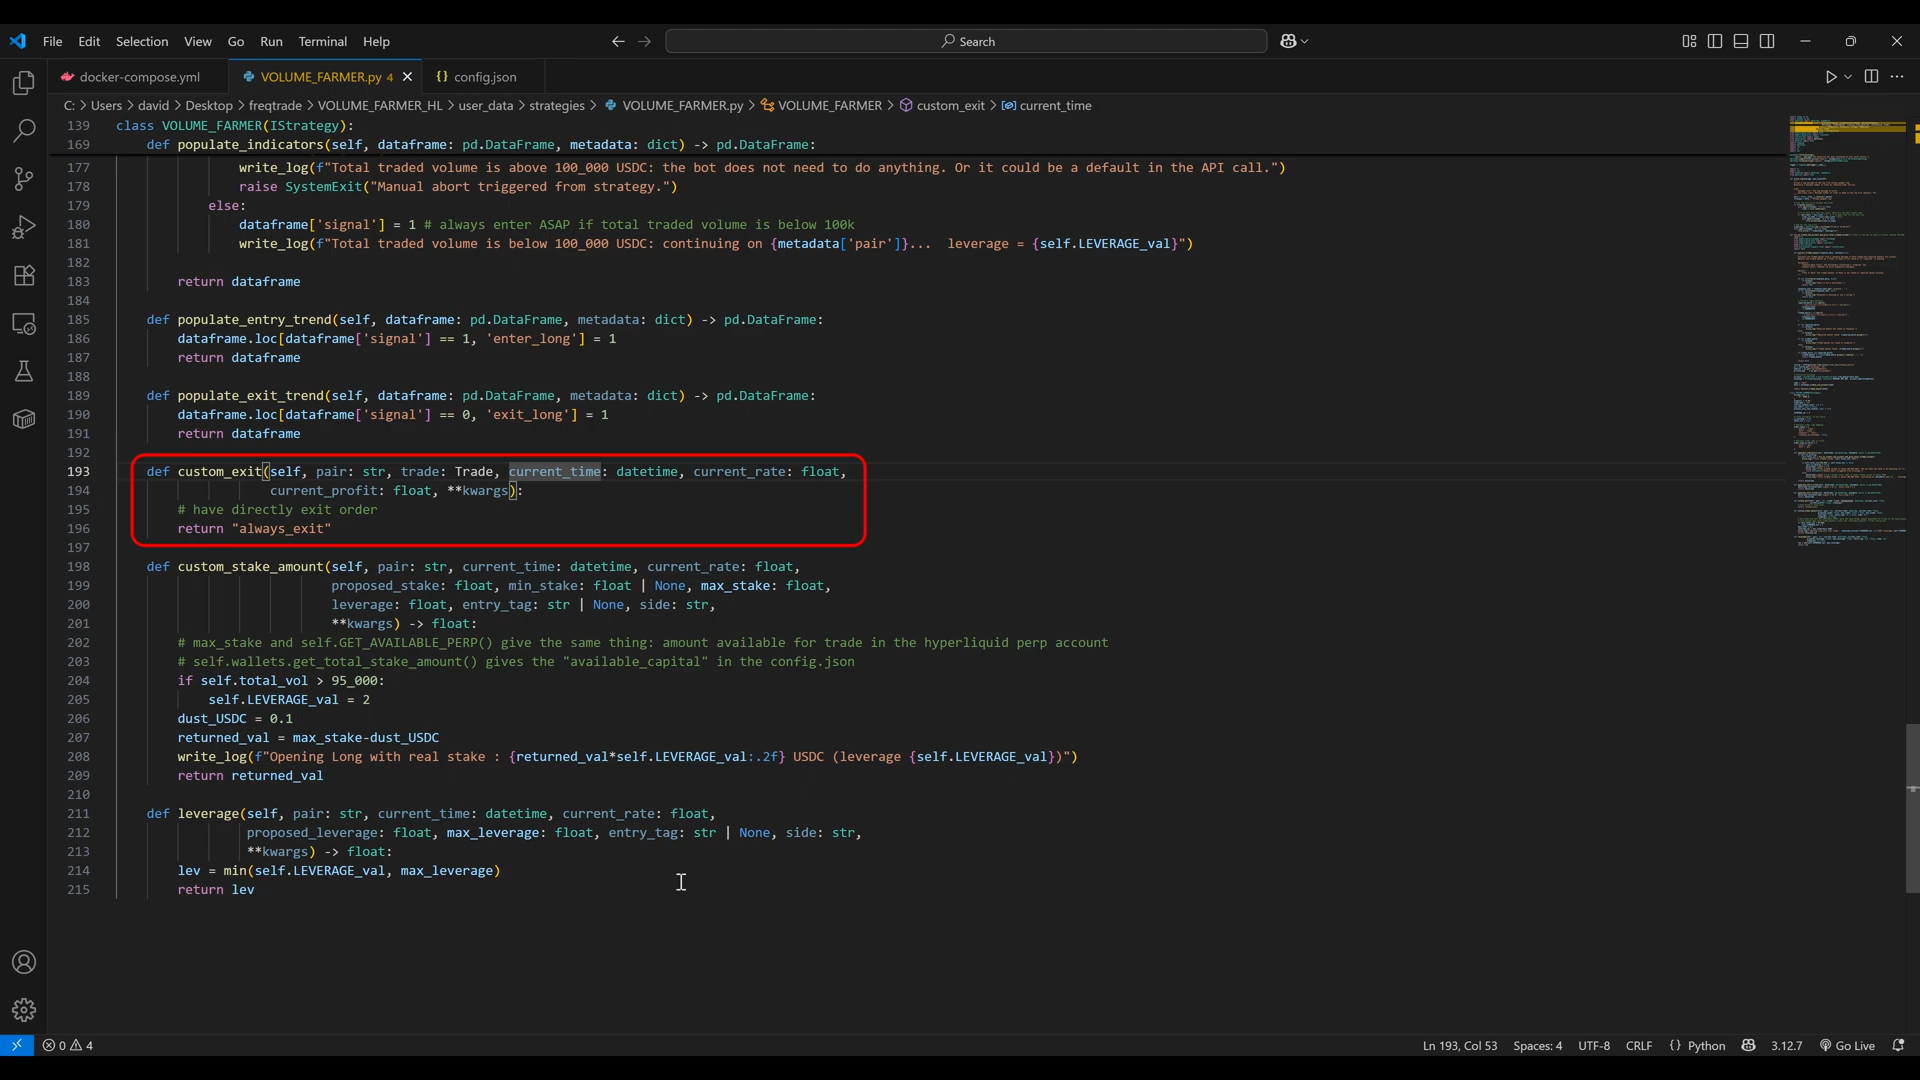 File Edit Selection View Go Run Terminal Help
Search
docker-compose.yml
VOLUME_FARMER.py 4
{} config.json
C: > Users > david > Desktop > freqtrade > VOLUME_FARMER_HL > user_data > strategies > VOLUME_FARMER.py > VOLUME_FARMER > custom_exit > current_time
139 class VOLUME_FARMER(IStrategy):
169 def populate_indicators(self, dataframe: pd.DataFrame, metadata: dict) -> pd.DataFrame:
177 write_log(f"Total traded volume is above 100_000 USDC: the bot does not need to do anything. Or it could be a default in the API call.")
178 raise SystemExit("Manual abort triggered from strategy.")
179 else:
180 dataframe['signal'] = 1 # always enter ASAP if total traded volume is below 100k
181 write_log(f"Total traded volume is below 100_000 USDC: continuing on {metadata['pair']}...  leverage = {self.LEVERAGE_val}")
182
183 return dataframe
184
185 def populate_entry_trend(self, dataframe: pd.DataFrame, metadata: dict) -> pd.DataFrame:
186 dataframe.loc[dataframe['signal'] == 1, 'enter_long'] = 1
187 return dataframe
188
189 def populate_exit_trend(self, dataframe: pd.DataFrame, metadata: dict) -> pd.DataFrame:
190 dataframe.loc[dataframe['signal'] == 0, 'exit_long'] = 1
191 return dataframe
192
193 def custom_exit(self, pair: str, trade: Trade, current_time: datetime, current_rate: float,
194 current_profit: float, **kwargs):
195 # have directly exit order
196 return "always_exit"
197
198 def custom_stake_amount(self, pair: str, current_time: datetime, current_rate: float,
199 proposed_stake: float, min_stake: float | None, max_stake: float,
200 leverage: float, entry_tag: str | None, side: str,
201 **kwargs) -> float:
202 # max_stake and self.GET_AVAILABLE_PERP() give the same thing: amount available for trade in the hyperliquid perp account
203 # self.wallets.get_total_stake_amount() gives the "available_capital" in the config.json
204 if self.total_vol > 95_000:
205 self.LEVERAGE_val = 2
206 dust_USDC = 0.1
207 returned_val = max_stake-dust_USDC
208 write_log(f"Opening Long with real stake : {returned_val*self.LEVERAGE_val:.2f} USDC (leverage {self.LEVERAGE_val})")
209 return returned_val
210
211 def leverage(self, pair: str, current_time: datetime, current_rate: float,
212 proposed_leverage: float, max_leverage: float, entry_tag: str | None, side: str,
213 **kwargs) -> float:
214 lev = min(self.LEVERAGE_val, max_leverage)
215 return lev
0 4
Ln 193, Col 53 Spaces: 4 UTF-8 CRLF {} Python 3.12.7 Go Live